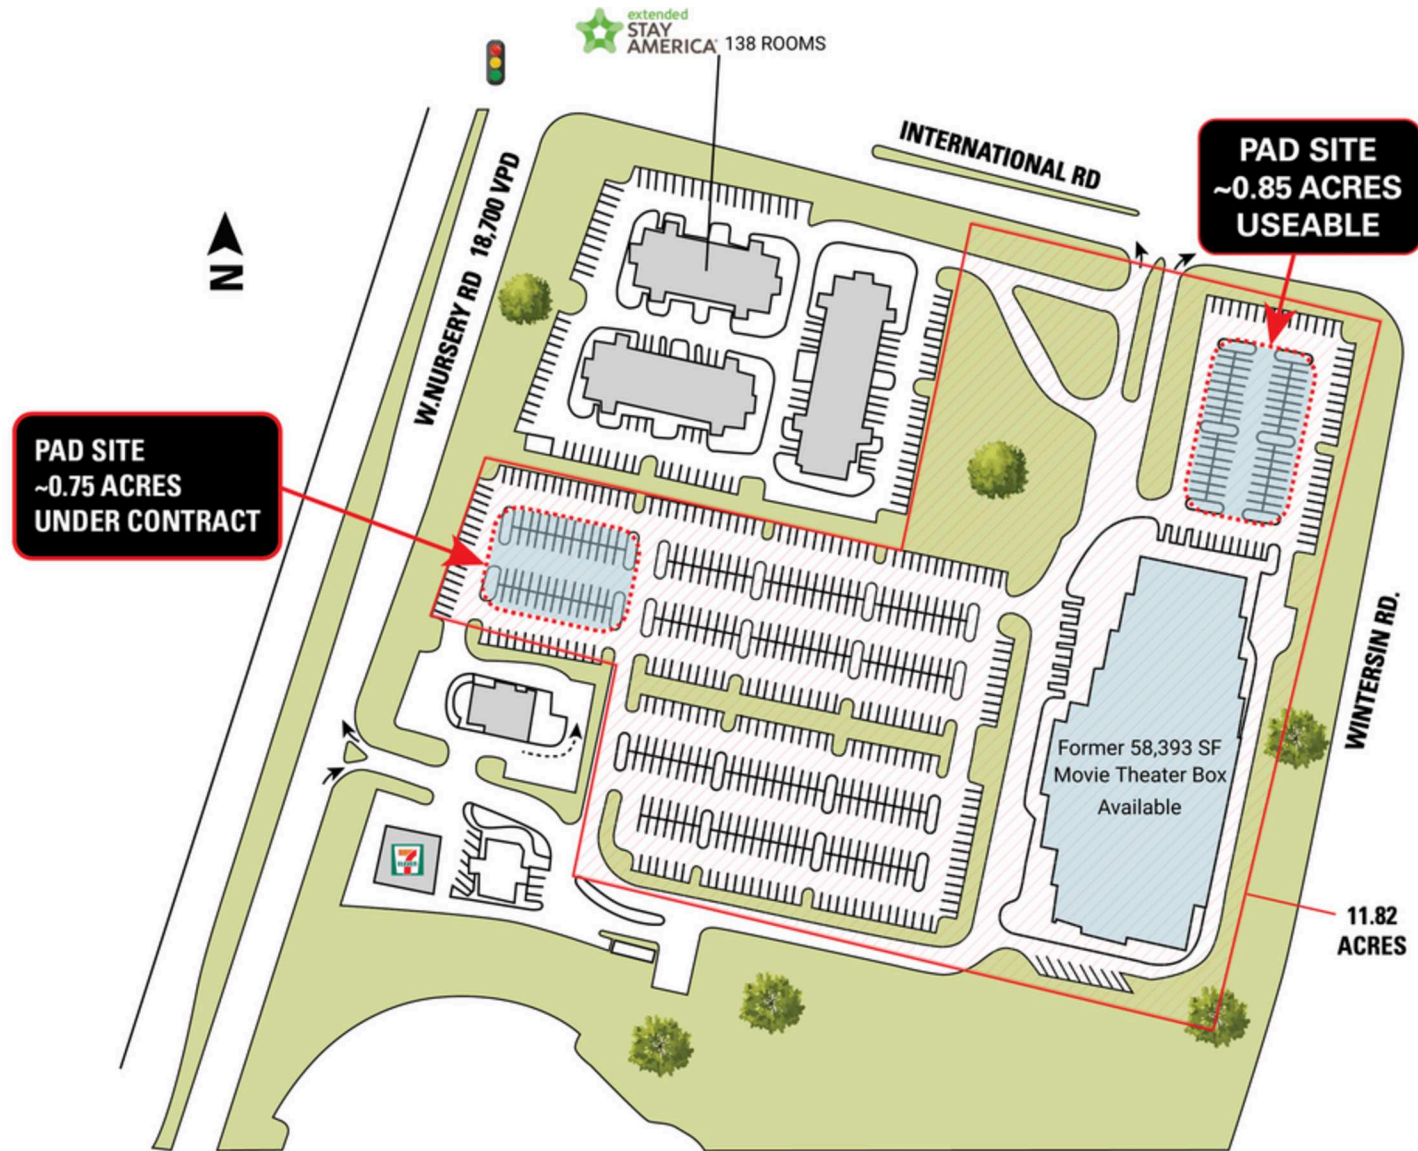 extended
STAY
AMERICA 138 ROOMS
INTERNATIONAL RD
PAD SITE
~0.85 ACRES
USEABLE
W.NURSERY RD 18,700 VPD
N
PAD SITE
~0.75 ACRES
UNDER CONTRACT
WINTERSIN RD.
Former 58,393 SF
Movie Theater Box
Available
7
ELEVEN
11.82
ACRES